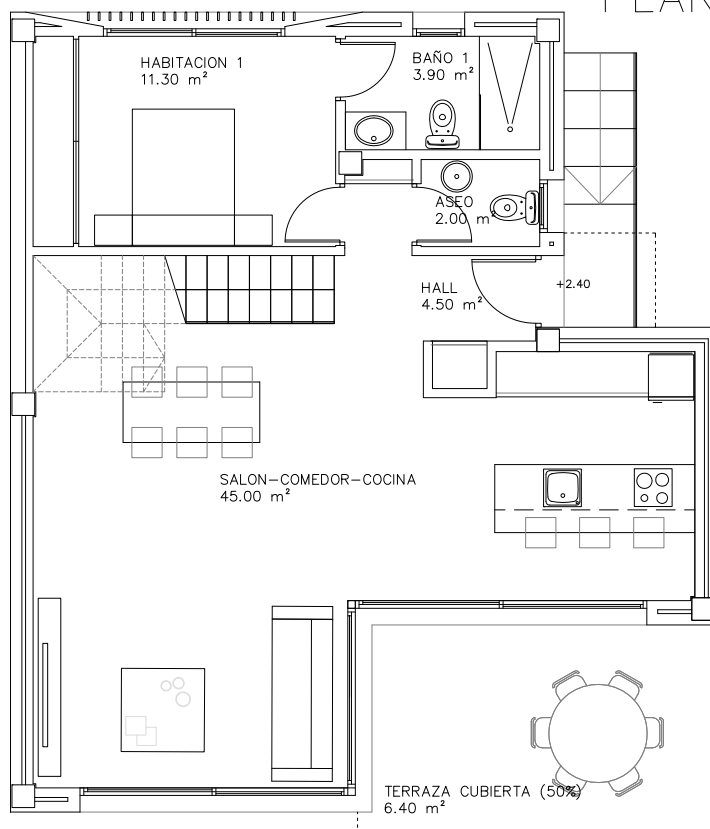 HABITACION 1
11.30 m²
BAÑO 1
3.90 m²
ASEO
2.00 m²
HALL
4.50 m²
+2.40
SALON-COMEDOR-COCINA
45.00 m²
TERRAZA CUBIERTA (50%)
6.40 m²